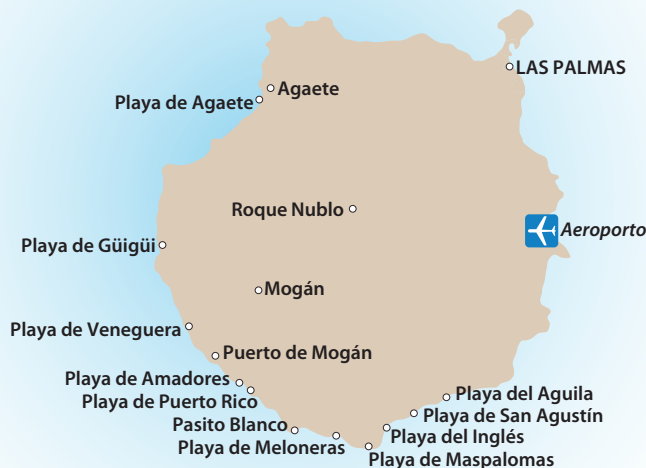 LAS PALMAS
Agaete
Playa de Agaete
Roque Nublo
Aeroporto
Playa de Güigüi
Mogán
Playa de Veneguera
Puerto de Mogán
Playa de Amadores
Playa del Aguila
Playa de Puerto Rico
Playa de San Agustín
Pasito Blanco
Playa del Inglés
Playa de Meloneras
Playa de Maspalomas